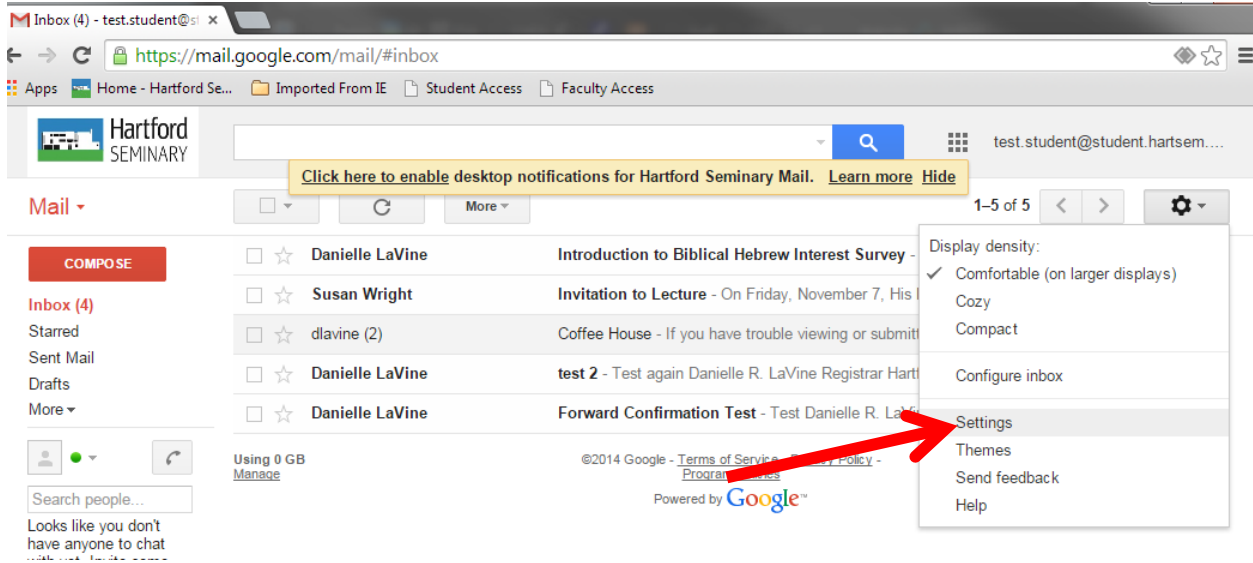 Inbox (4) - test.student@st
https://mail.google.com/mail/#inbox
Apps Home - Hartford Se... Imported From IE Student Access Faculty Access
Hartford
SEMINARY
test.student@student.hartsem....
Click here to enable desktop notifications for Hartford Seminary Mail. Learn more Hide
Mail
More
1–5 of 5
COMPOSE
Inbox (4)
Starred
Sent Mail
Drafts
More
Search people...
Looks like you don't
have anyone to chat
Danielle LaVine Introduction to Biblical Hebrew Interest Survey -
Susan Wright Invitation to Lecture - On Friday, November 7, His
dlavine (2) Coffee House - If you have trouble viewing or submit
Danielle LaVine test 2 - Test again Danielle R. LaVine Registrar Hart
Danielle LaVine Forward Confirmation Test - Test Danielle R.
Using 0 GB
Manage
©2014 Google - Terms of Service - Policy -
Powered by Google™
Display density:
Comfortable (on larger displays)
Cozy
Compact
Configure inbox
Settings
Themes
Send feedback
Help